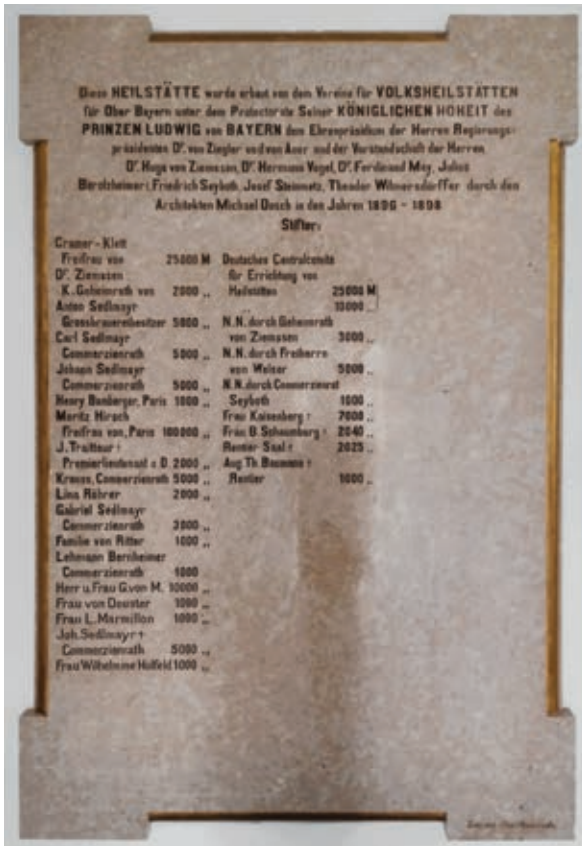 Diese HEILSTÄTTE wurde erbaut von dem Vereine für VOLKSHEILSTÄTTEN
für Ober Bayern unter dem Protectorate Seiner KÖNIGLICHEN HOHEIT des
PRINZEN LUDWIG von BAYERN dem Ehrenpräsidium der Herren Regierungs-
präsidenten Dr. von Ziegler und von Auer und der Vorstandschaft der Herren
Dr. Hugo von Ziemssen, Dr. Hermann Vogel, Dr. Ferdinand May, Julius
Berolzheimer, Friedrich Seyboth, Josef Steinmetz, Theodor Wilmersdörffer durch den
Architekten Michael Dosch in den Jahren 1896 - 1898
Stifter:
Cramer-Klett
Freifrau von 25000 M
Dr. Ziemssen
K. Geheimrath von 2000 „
Anton Sedlmayr
Grossbrauereibesitzer 5000 „
Carl Sedlmayr
Commerzienrath 5000 „
Johann Sedlmayr
Commerzienrath 5000 „
Henry Bamberger, Paris 1000 „
Moritz Hirsch
Freifrau von, Paris 100000 „
J. Traitteur †
Premierlieutenant a. D. 2000 „
Krauss, Commerzienrath 5000 „
Lina Röhrer 2000 „
Gabriel Sedlmayr
Commerzienrath „
Familie von Ritter 1000 „
Lehmann Bernheimer
Commerzienrath 1000
Herr u. Frau G. von M. 10000 „
Frau von Deuster 1000 „
Frau L. Marmillon 1000 „
Joh. Sedlmayr †
Commerzienrath 5000 „
Frau Wilhelmine Holfeld 1000 „
Deutsches Centralcomité
für Errichtung von
Heilstätten 25000 M
„ 10000 „
N.N. durch Geheimrath
von Ziemssen 3000 „
N.N. durch Freiherrn
von Welser 5000 „
N.N. durch Commerzienrat
Seyboth 1000 „
Frau Kaisenberg † 7000 „
Frau B. Schaumberg † 2040 „
Rentier Saal † 2025 „
Aug. Th. Baumann †
Rentier 1000 „